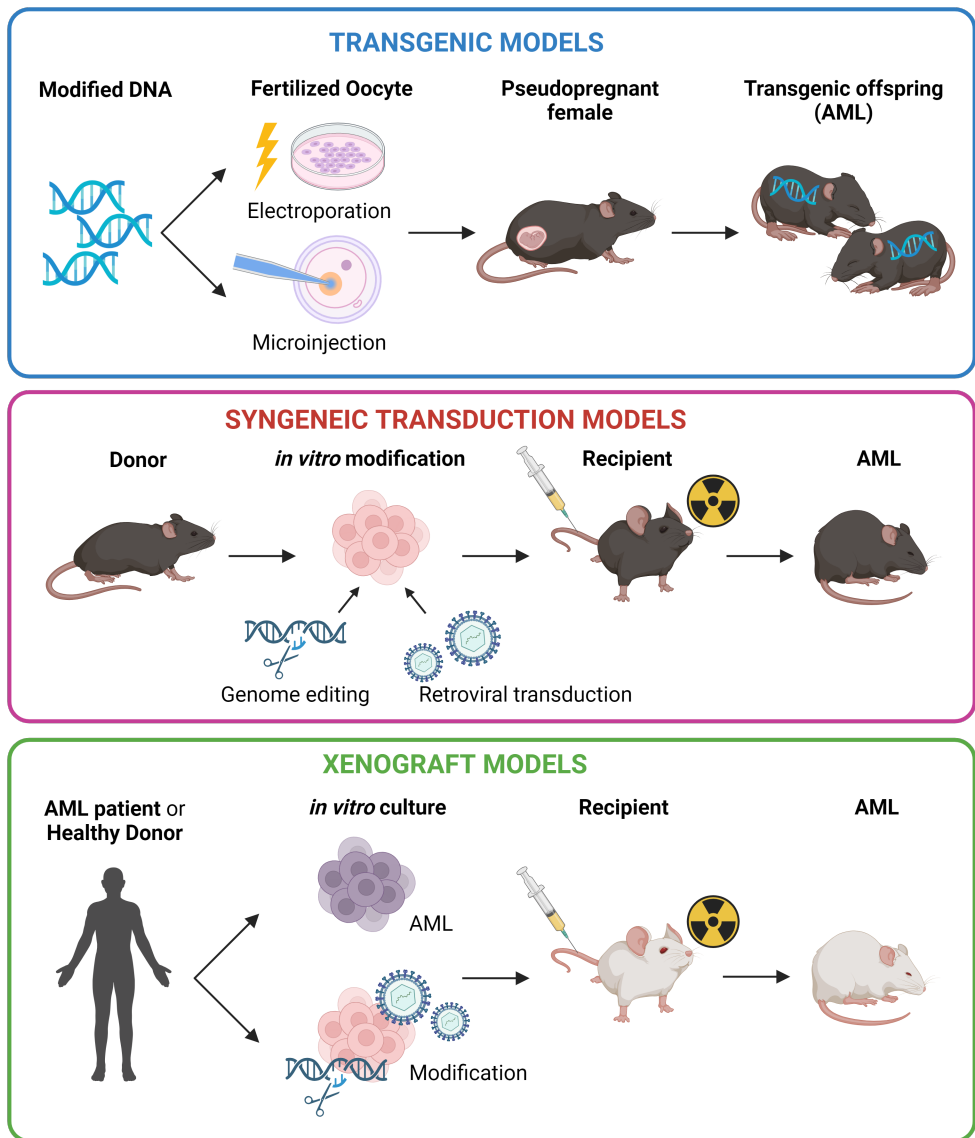 TRANSGENIC MODELS
Modified DNA
Fertilized Oocyte
Pseudopregnant
female
Transgenic offspring
(AML)
Electroporation
Microinjection
SYNGENEIC TRANSDUCTION MODELS
Donor
in vitro modification
Recipient
AML
Genome editing
Retroviral transduction
XENOGRAFT MODELS
AML patient or
Healthy Donor
in vitro culture
Recipient
AML
AML
Modification